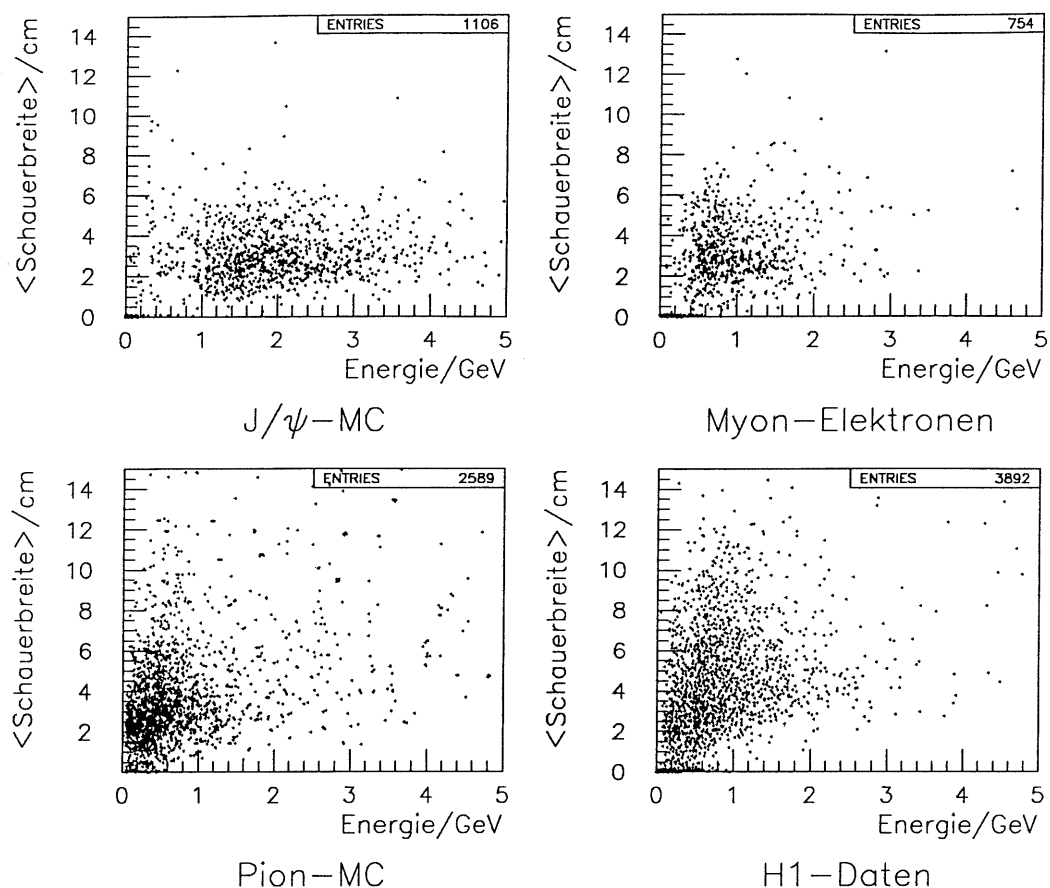 ENTRIES 1106
<Schauerbreite>/cm
14
12
10
8
6
4
2
0
0 1 2 3 4 5
Energie/GeV
J/ψ−MC
ENTRIES 754
<Schauerbreite>/cm
14
12
10
8
6
4
2
0
0 1 2 3 4 5
Energie/GeV
Myon−Elektronen
ENTRIES 2589
<Schauerbreite>/cm
14
12
10
8
6
4
2
0 1 2 3 4 5
Energie/GeV
Pion−MC
ENTRIES 3892
<Schauerbreite>/cm
14
12
10
8
6
4
2
0
0 1 2 3 4 5
Energie/GeV
H1−Daten